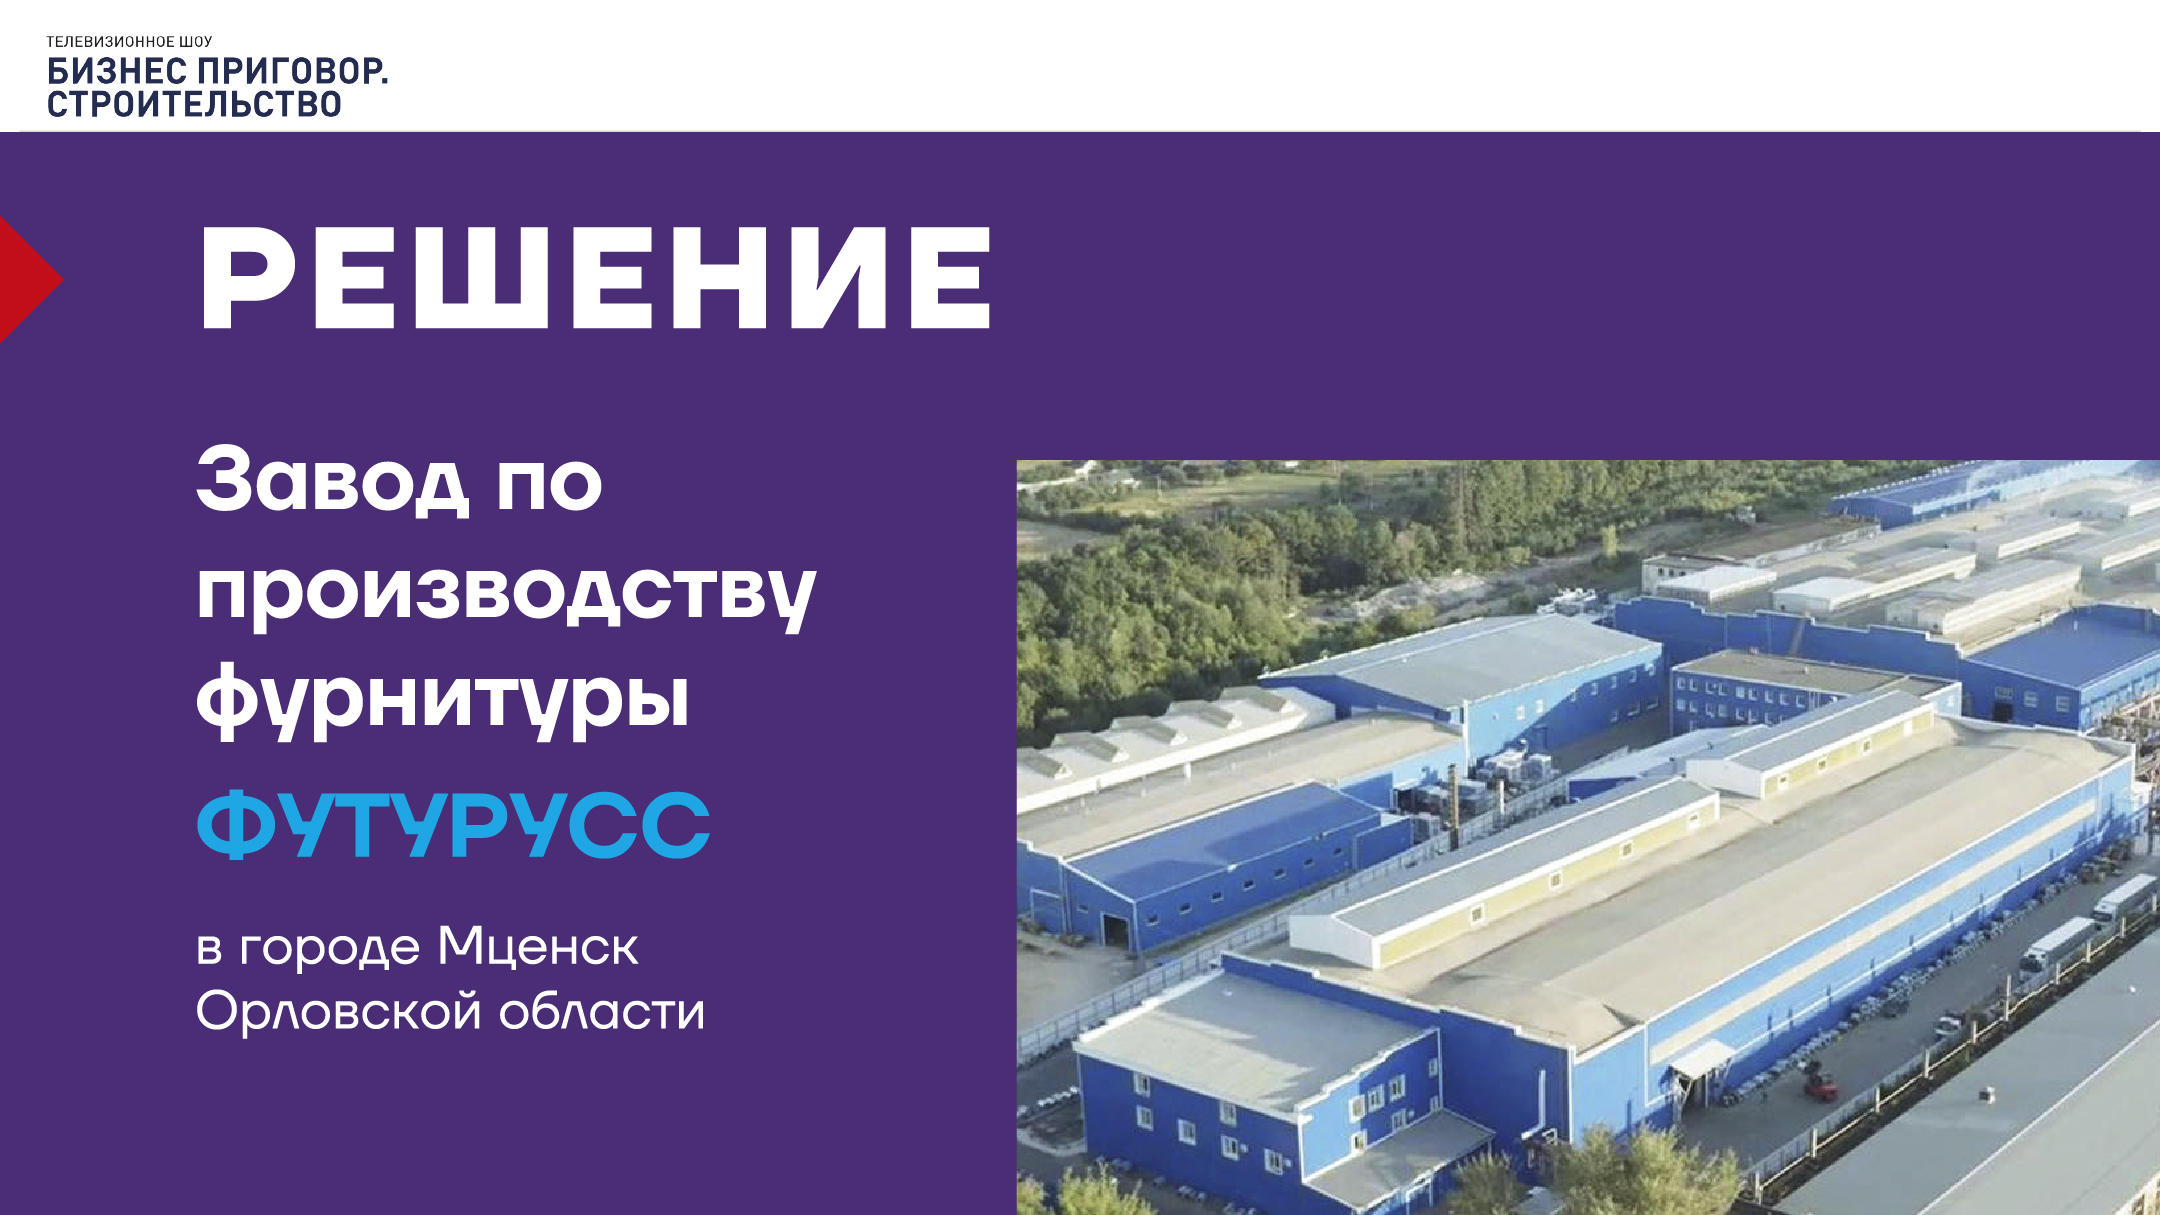 ТЕЛЕВИЗИОННОЕ ШОУ
БИЗНЕС ПРИГОВОР.
СТРОИТЕЛЬСТВО
РЕШЕНИЕ
Завод по
производству
фурнитуры
ФУТУРУСС
в городе Мценск
Орловской области